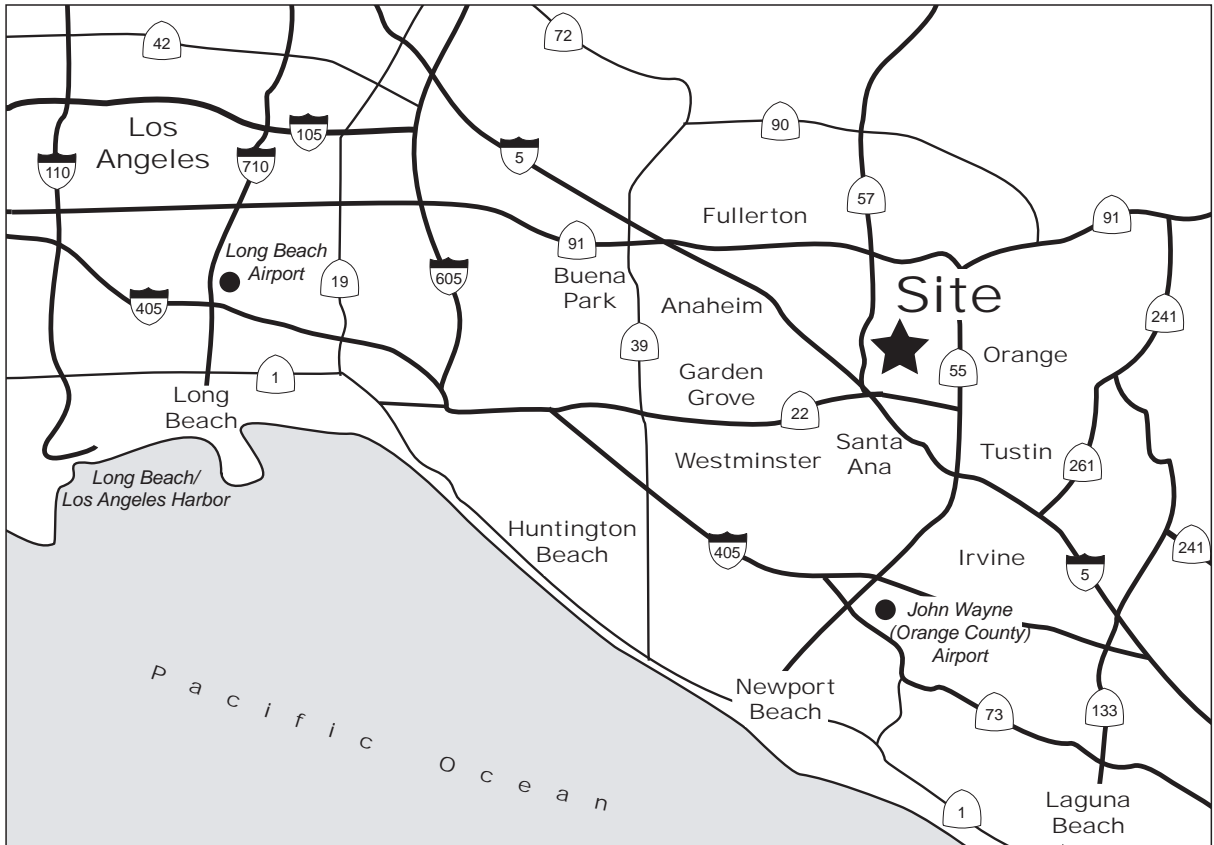 42
72
Los
Angeles
105
90
5
110
710
57
Fullerton
91
Long Beach
Airport
91
19
605
Buena
Park
Site
Anaheim
405
241
39
Orange
1
Garden
Grove
55
Long
Beach
22
Santa
Ana
Tustin
Westminster
261
Long Beach/
Los Angeles Harbor
Huntington
Beach
405
241
Irvine
5
John Wayne
(Orange County)
Airport
Pacific Ocean
Newport
Beach
73
133
Laguna
Beach
1